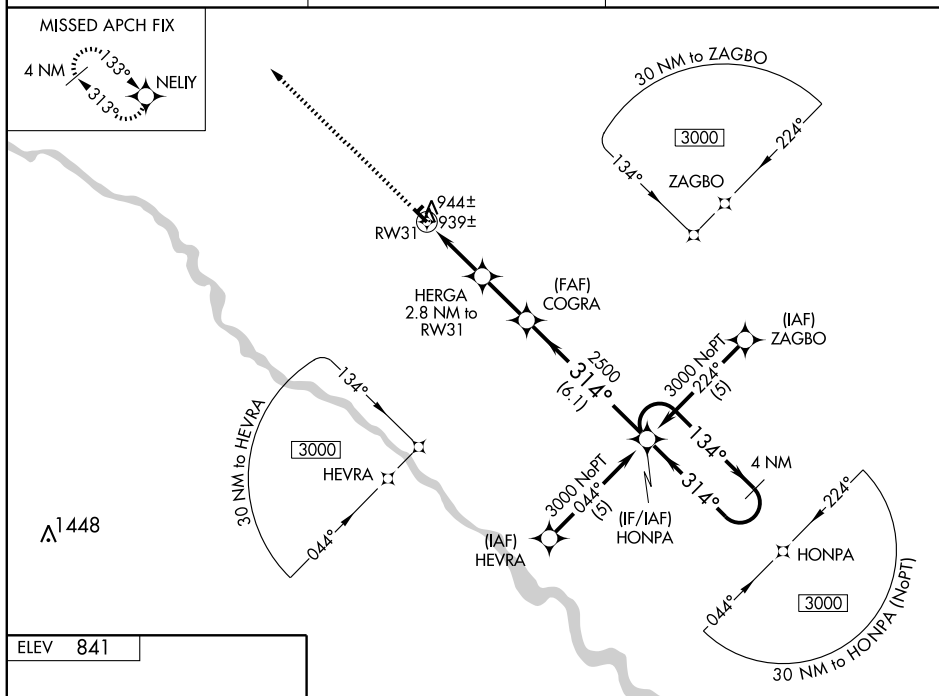 MISSED APCH FIX
4 NM
133°
NELIY
313°
30 NM to ZAGBO
3000
134°
224°
ZAGBO
944±
939±
RW31
HERGA
2.8 NM to
RW31
(FAF)
COGRA
(IAF)
ZAGBO
3000 NoPT
224°
(5)
2500
314°
(6.1)
134°
4 NM
314°
30 NM to HEVRA
134°
3000
HEVRA
044°
3000 NoPT
044°
(5)
(IAF)
HEVRA
(IF/IAF)
HONPA
224°
HONPA
044°
3000
30 NM to HONPA (NoPT)
1448
ELEV 841